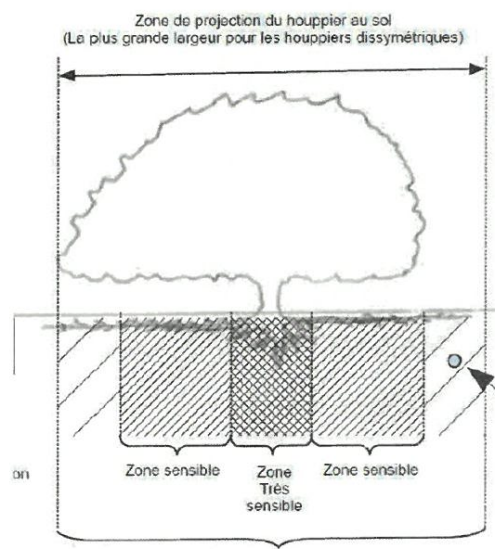 Zone de projection du houppier au sol
(La plus grande largeur pour les houppiers dissymétriques)
Zone sensible
Zone
Très
sensible
Zone sensible
on